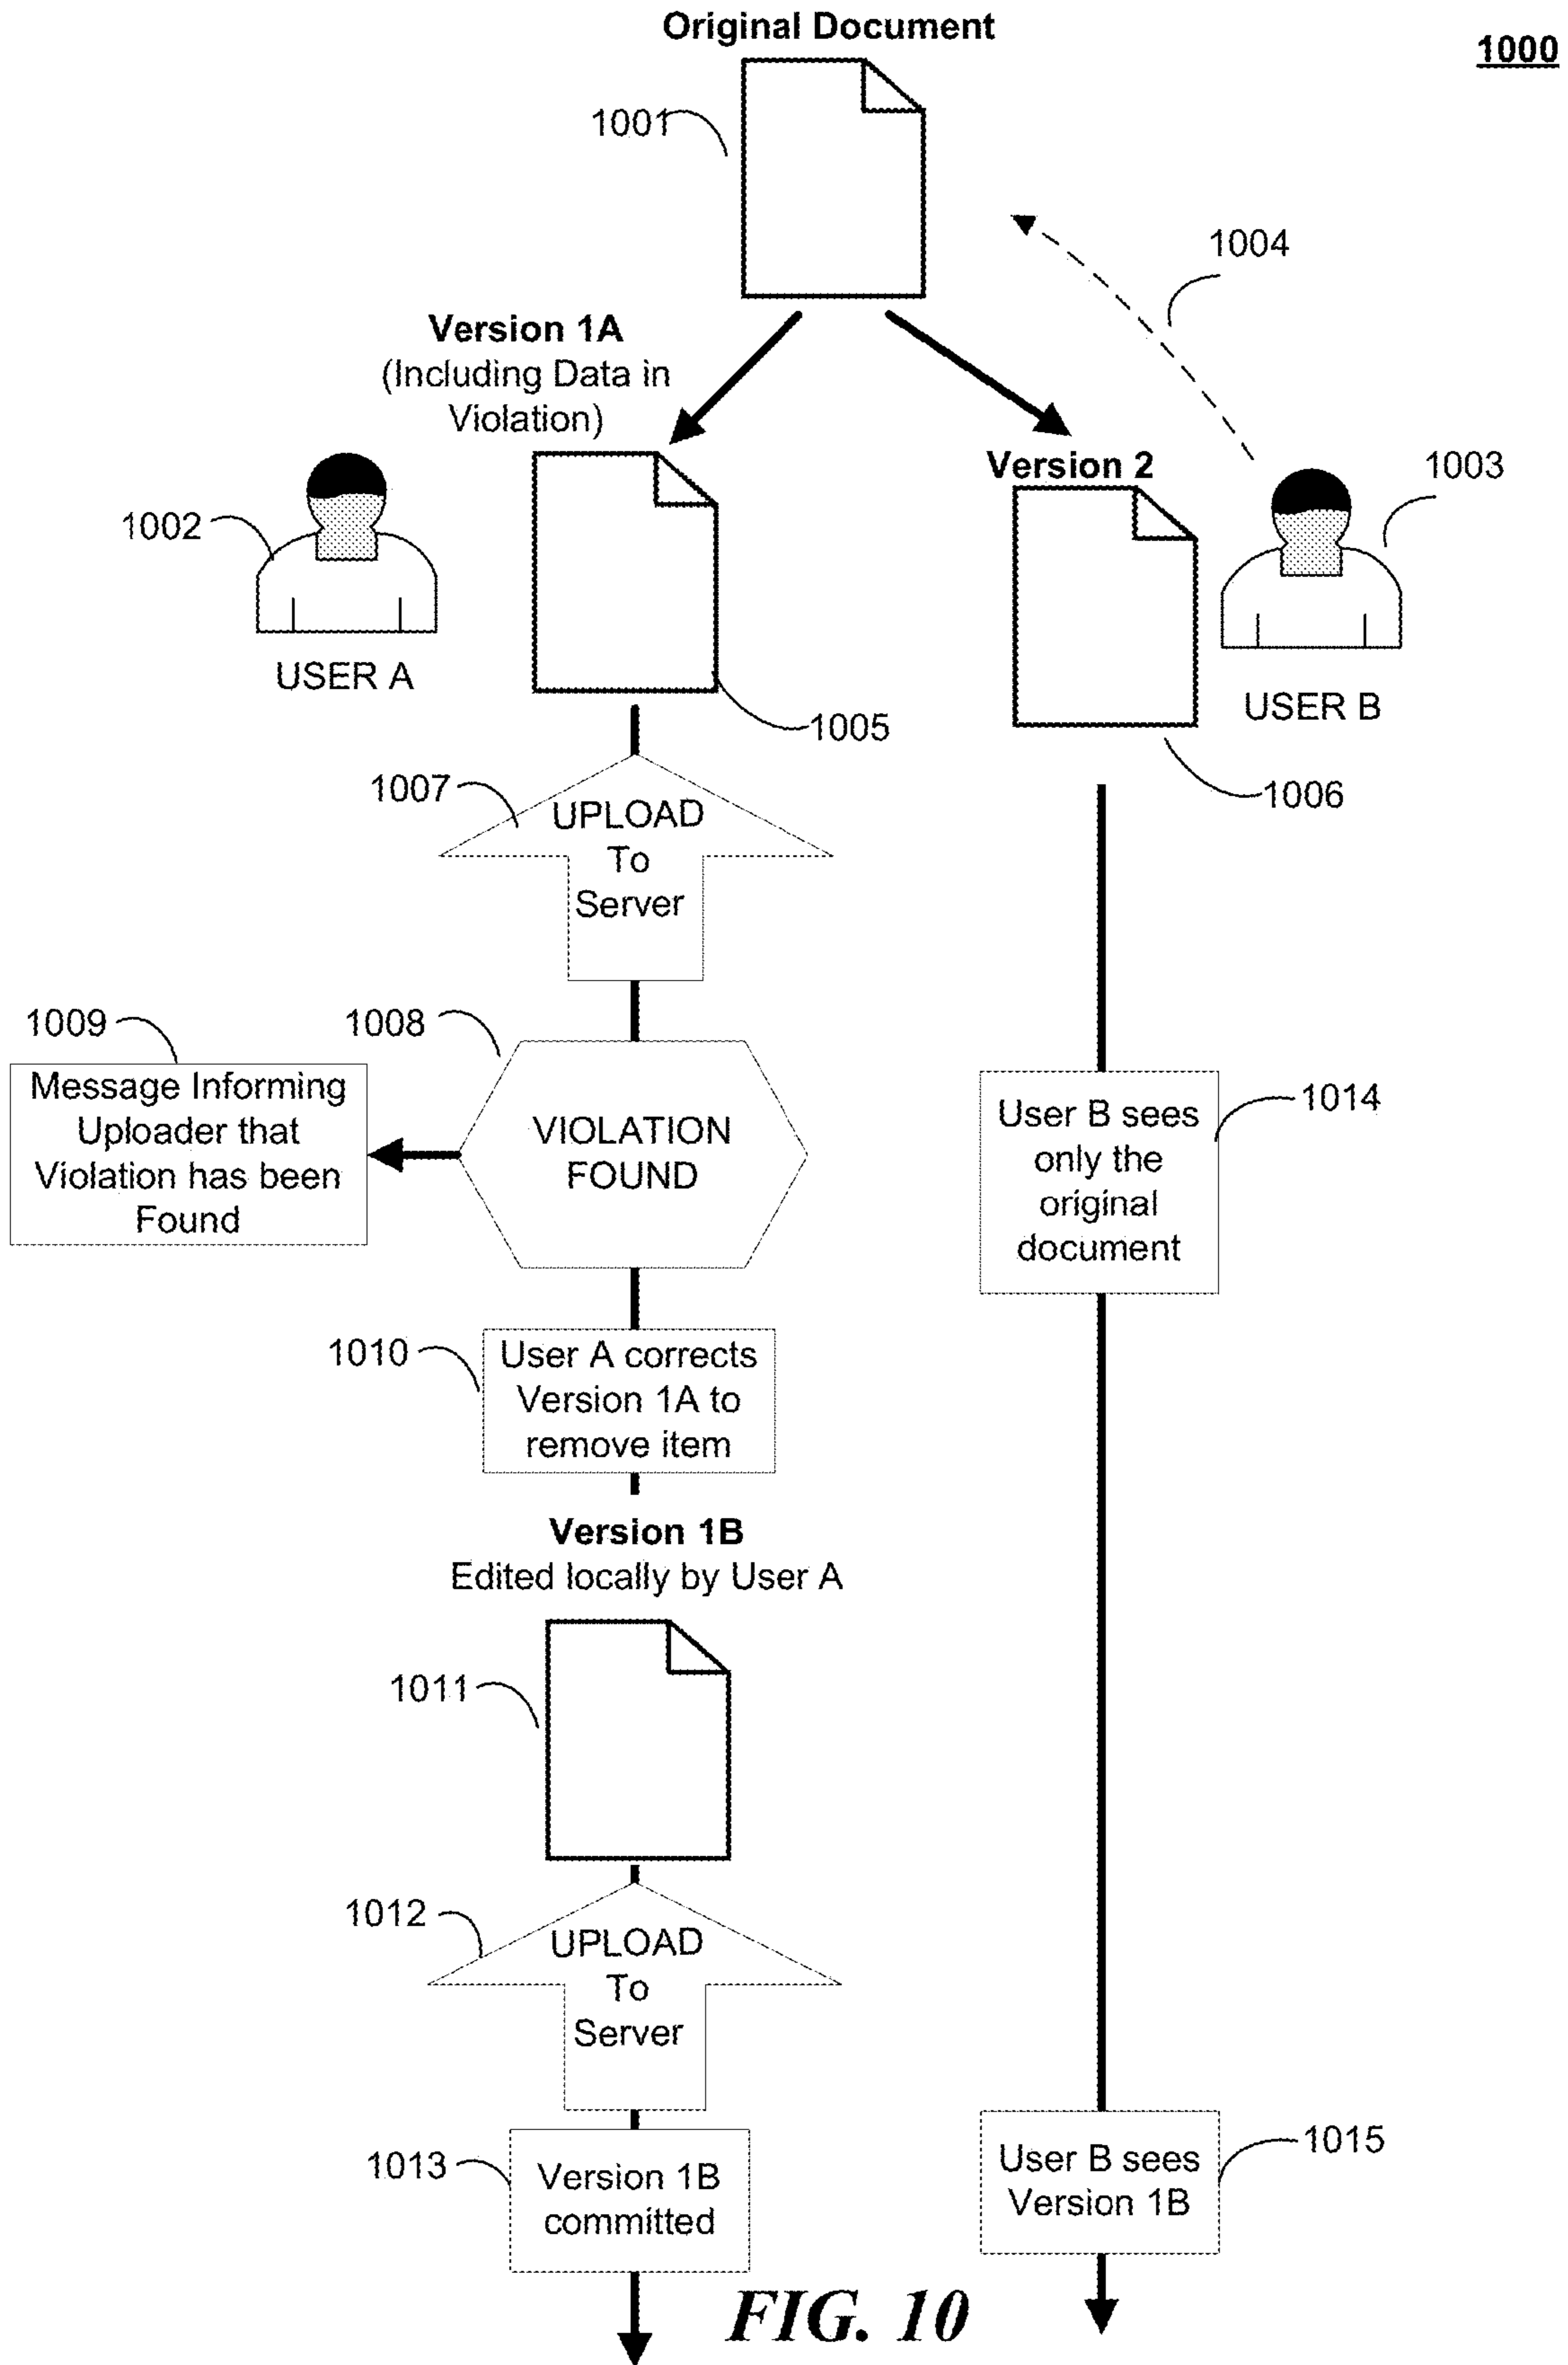 Original Document
1000
1001
1004
Version 1A
(Including Data in
Violation)
Version 2
1003
1002
USER A
USER B
1005
1006
1007
UPLOAD
To
Server
1009
1008
Message Informing
Uploader that
Violation has been
Found
VIOLATION
FOUND
User B sees
only the
original
document
1014
1010
User A corrects
Version 1A to
remove item
Version 1B
Edited locally by User A
1011
1012
UPLOAD
To
Server
1013
Version 1B
committed
User B sees
Version 1B
1015
FIG. 10